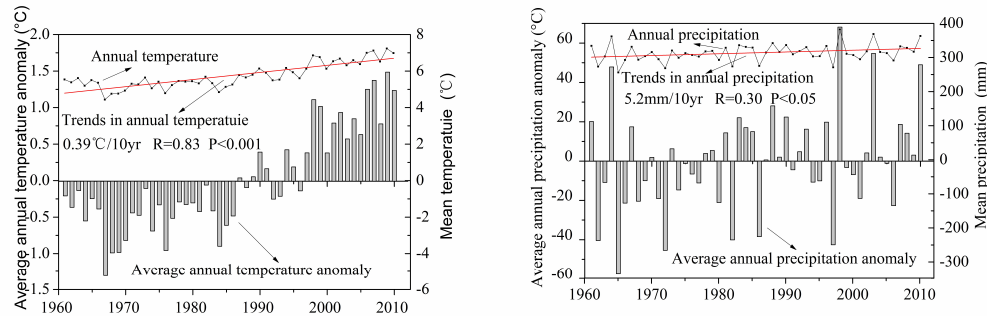 Average annual temperature anomaly (°C)
2.0
1.5
1.0
0.5
0.0
-0.5
-1.0
-1.5
Annual temperature
Trends in annual temperatuie
0.39℃/10yr R=0.83 P<0.001
Average annual temperature anomaly
8
6
4
2
0
-2
-4
-6
Mean temperatuie (℃)
1960 1970 1980 1990 2000 2010
Average annual precipitation anomaly (℃)
60
40
20
0
-20
-40
-60
Annual precipitation
Trends in annual precipitation
5.2mm/10yr R=0.30 P<0.05
Average annual precipitation anomaly
400
300
200
100
0
-100
-200
-300
Mean precipitation (mm)
1960 1970 1980 1990 2000 2010